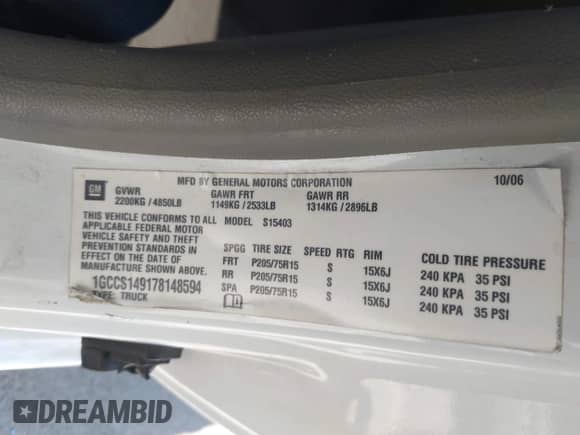 GM
MFD BY GENERAL MOTORS CORPORATION
10/06
GVWR GAWR FRT GAWR RR
2200KG / 4850LB 1149KG / 2533LB 1314KG / 2896LB
THIS VEHICLE CONFORMS TO ALL MODEL S15403
APPLICABLE FEDERAL MOTOR
VEHICLE SAFETY AND THEFT
PREVENTION STANDARDS IN
EFFECT ON THE DATE OF
MANUFACTURE SHOWN ABOVE.
1GCCS149178148594
TYPE: TRUCK
SPGG TIRE SIZE SPEED RTG RIM COLD TIRE PRESSURE
FRT P205/75R15 S 15X6J 240 KPA 35 PSI
RR P205/75R15 S 15X6J 240 KPA 35 PSI
SPA P205/75R15 S 15X6J 240 KPA 35 PSI
DREAMBID